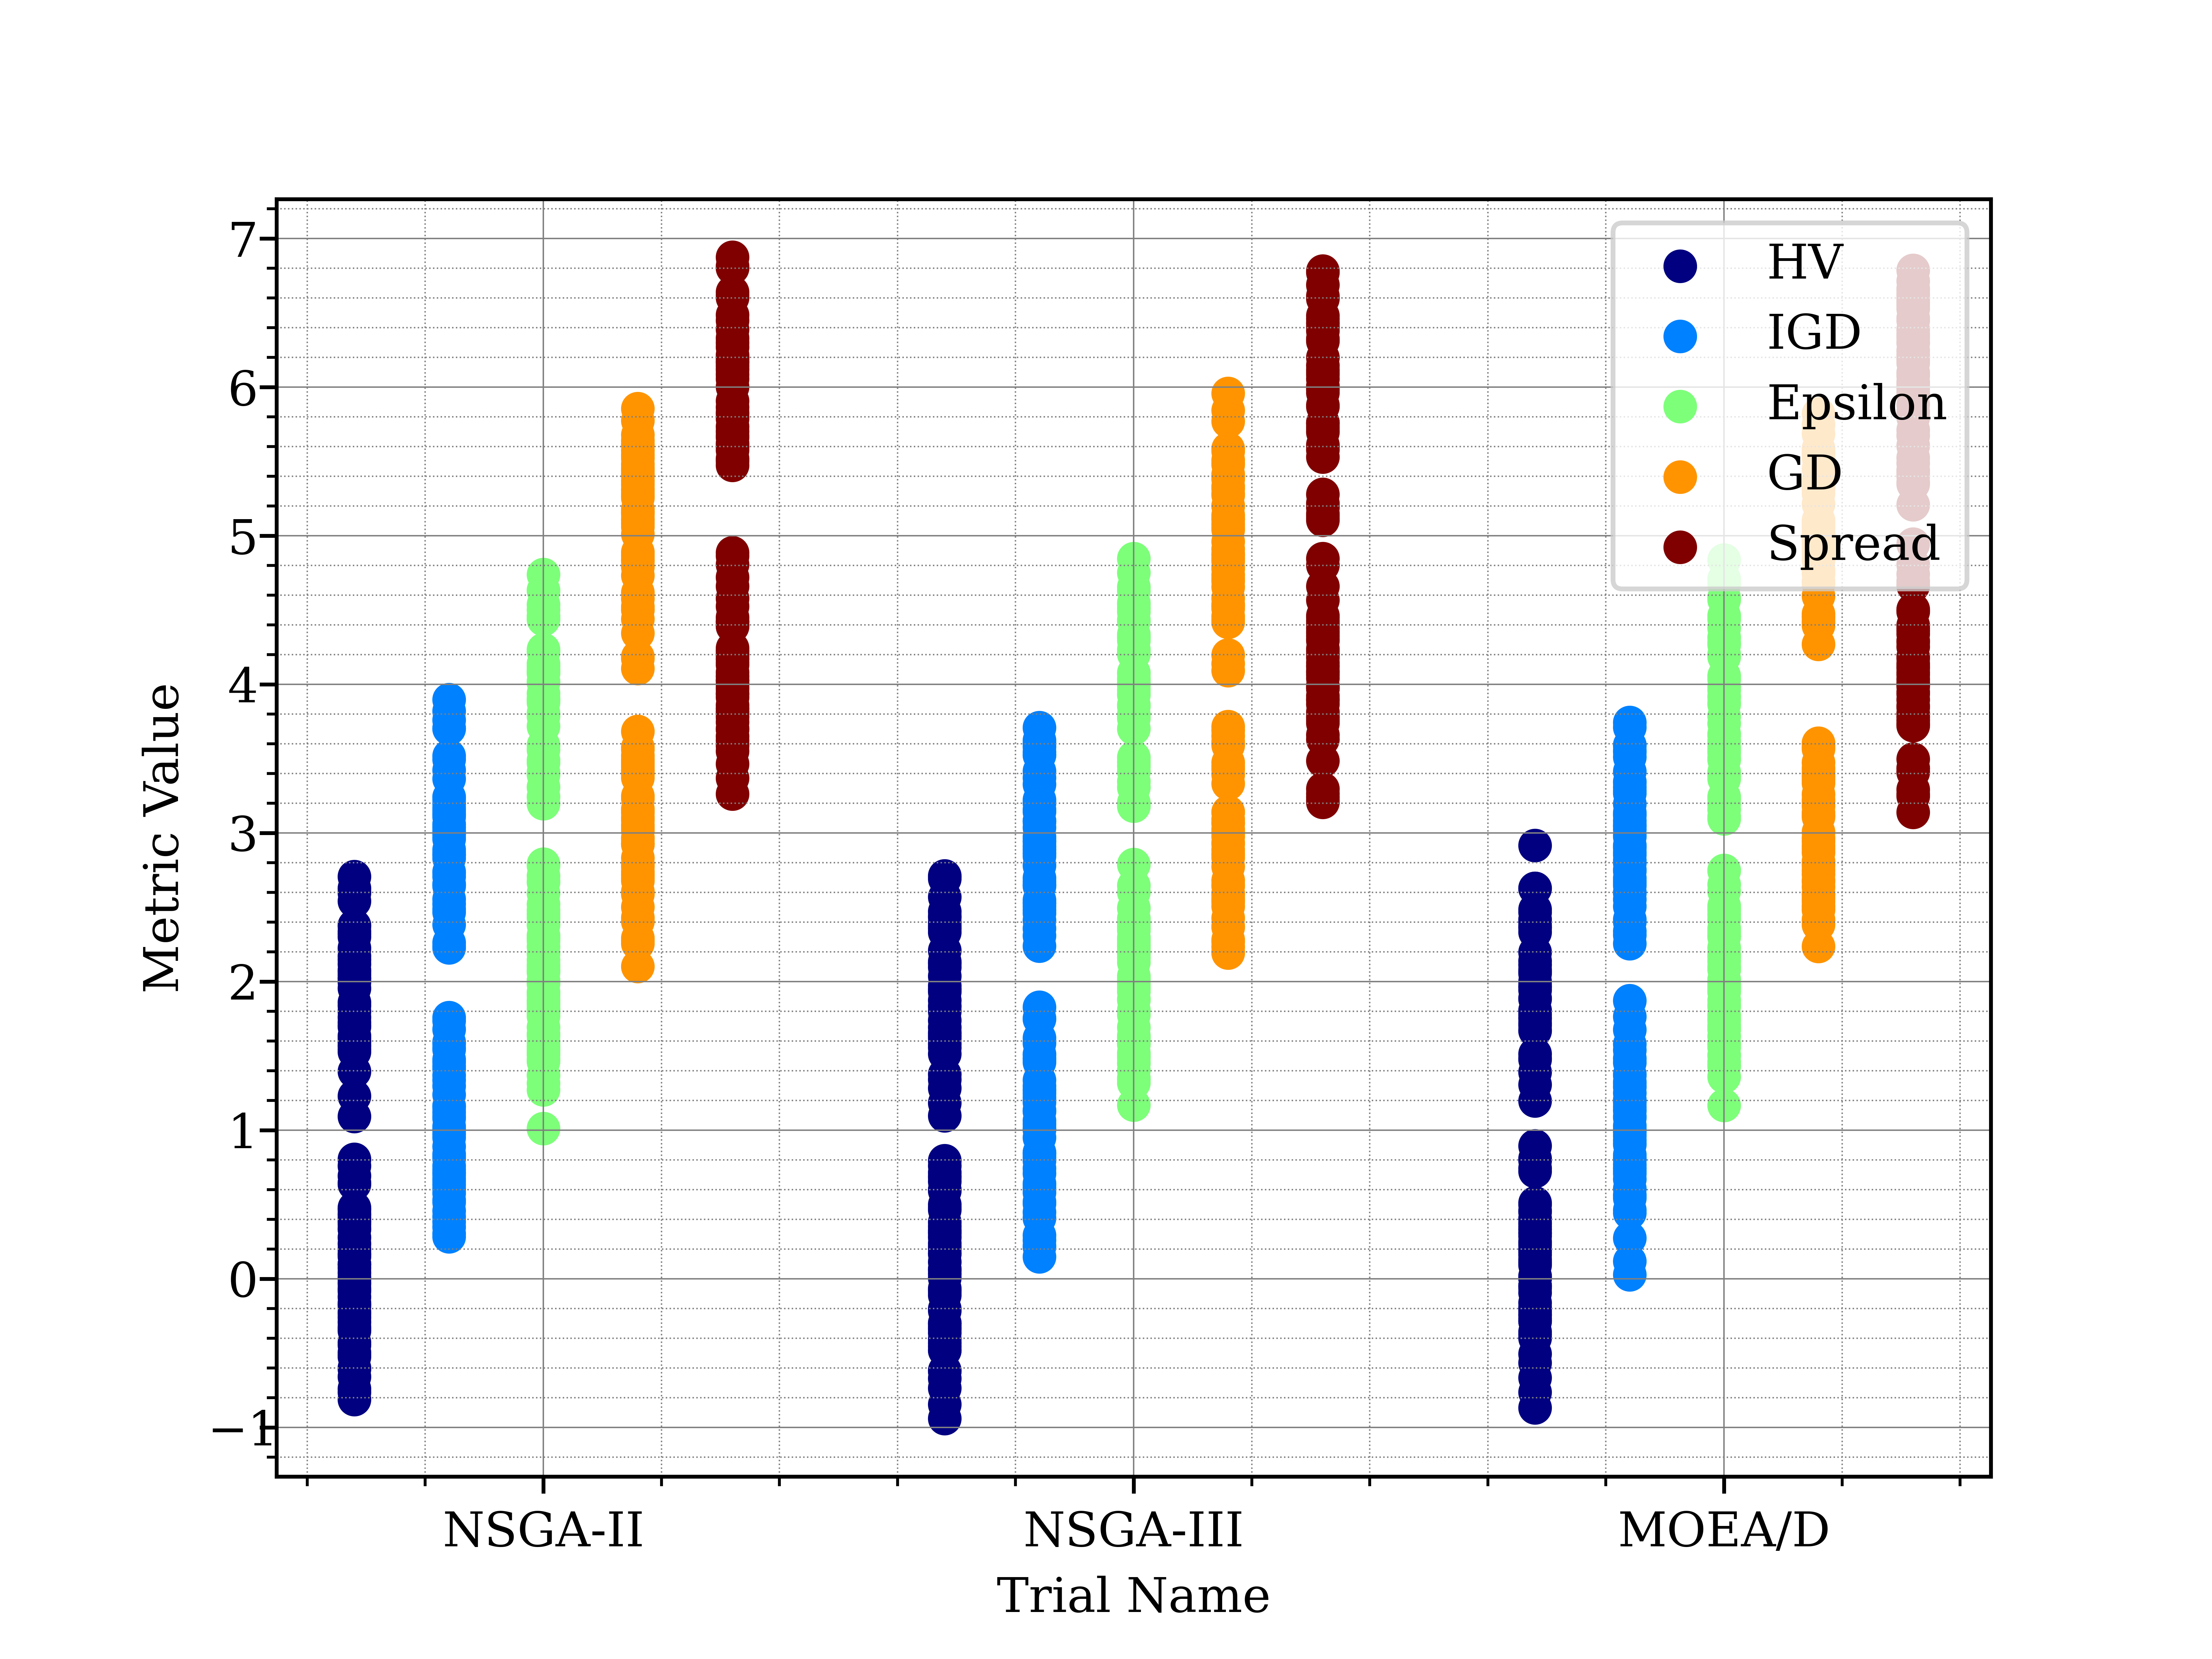 7
6
5
4
3
2
1
0
−1
Metric Value
HV
IGD
Epsilon
GD
Spread
NSGA-II NSGA-III MOEA/D
Trial Name